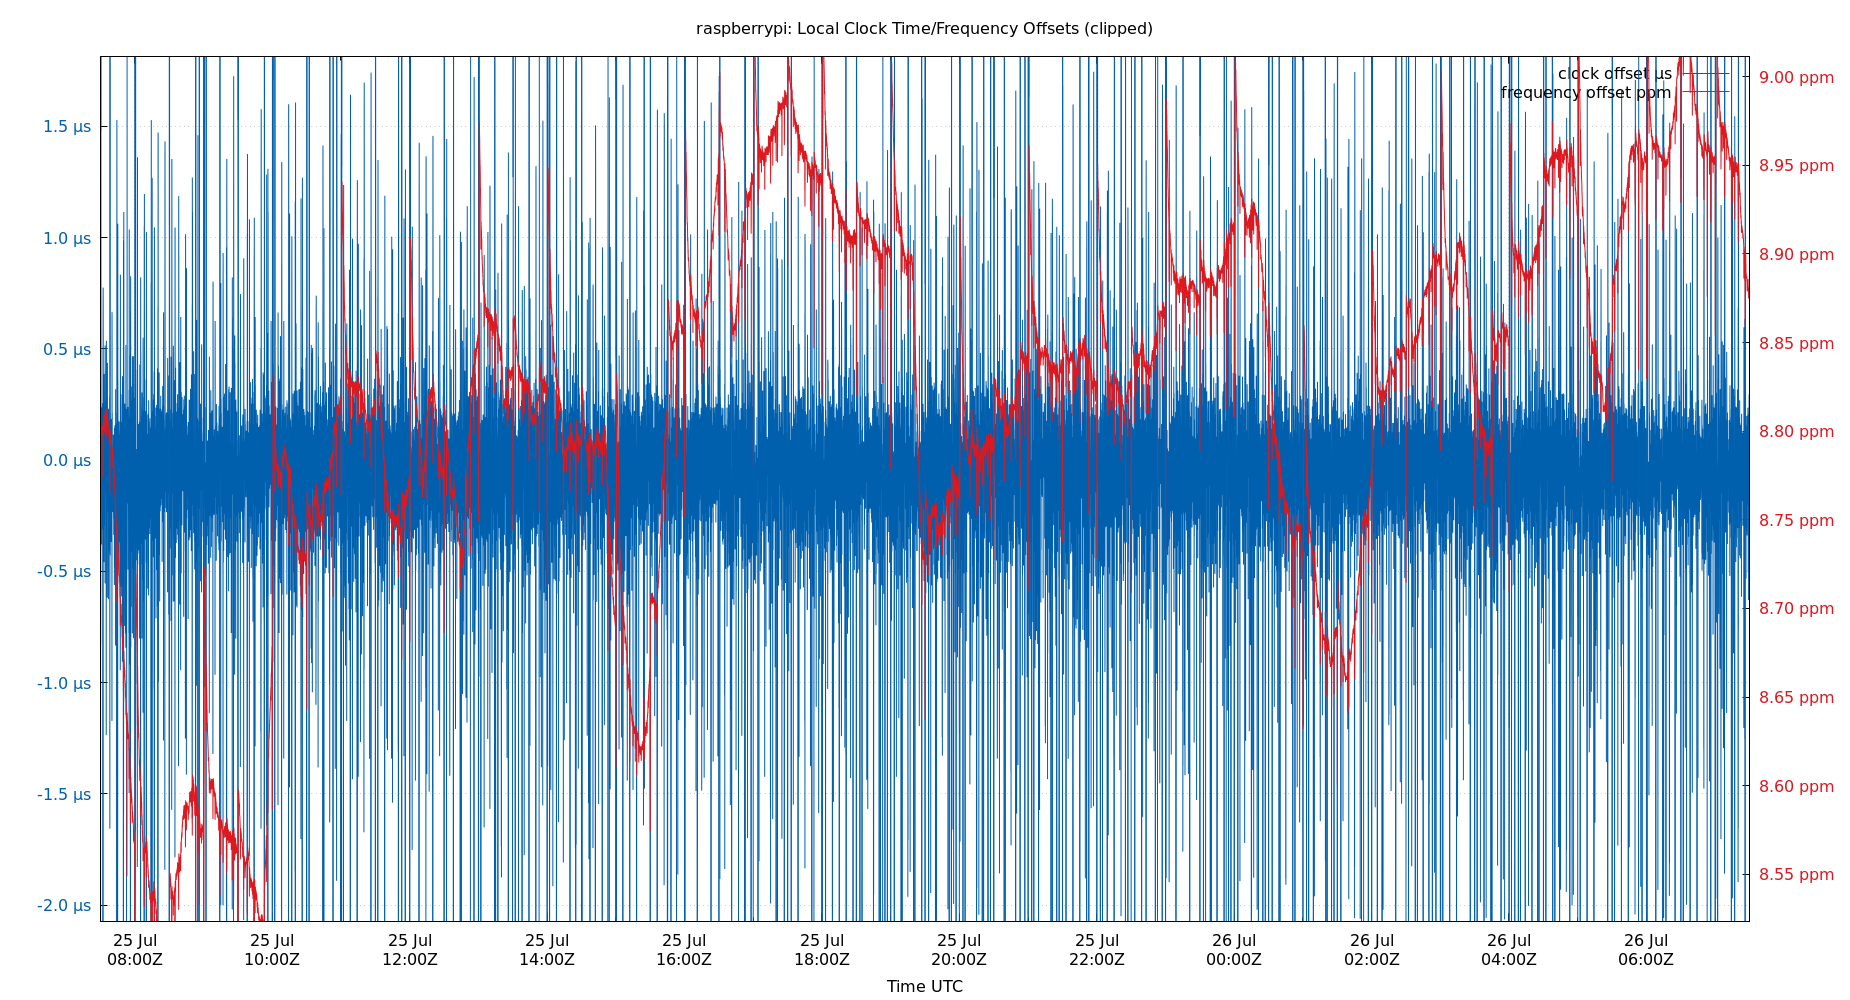 raspberrypi: Local Clock Time/Frequency Offsets (clipped)
clock offset µs
frequency offset ppm
1.5 µs
1.0 µs
0.5 µs
0.0 µs
-0.5 µs
-1.0 µs
-1.5 µs
-2.0 µs
9.00 ppm
8.95 ppm
8.90 ppm
8.85 ppm
8.80 ppm
8.75 ppm
8.70 ppm
8.65 ppm
8.60 ppm
8.55 ppm
25 Jul 25 Jul 25 Jul 25 Jul 25 Jul 25 Jul 25 Jul 25 Jul 26 Jul 26 Jul 26 Jul 26 Jul
08:00Z 10:00Z 12:00Z 14:00Z 16:00Z 18:00Z 20:00Z 22:00Z 00:00Z 02:00Z 04:00Z 06:00Z
Time UTC